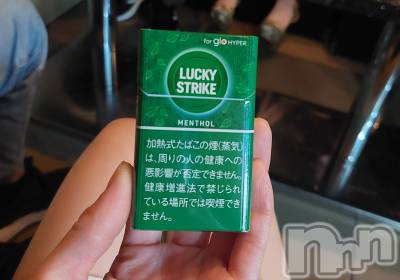 for glo HYPER
LUCKY
STRIKE
MENTHOL
加熱式たばこの煙(蒸気)
は、周りの人の健康への
悪影響が否定できません。
健康増進法で禁じられ
ている場所では喫煙でき
ません。